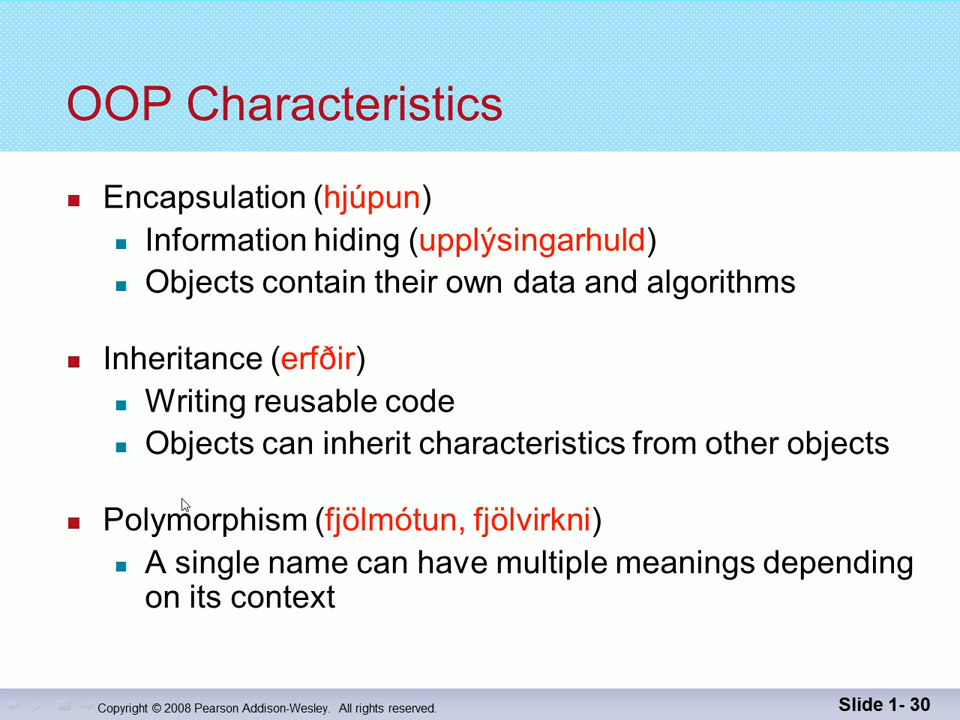 OOP Characteristics
Encapsulation (hjúpun)
Information hiding (upplýsingarhuld)
Objects contain their own data and algorithms
Inheritance (erfðir)
Writing reusable code
Objects can inherit characteristics from other objects
Polymorphism (fjölmótun, fjölvirkni)
A single name can have multiple meanings depending
on its context
Copyright © 2008 Pearson Addison-Wesley. All rights reserved.
Slide 1- 30